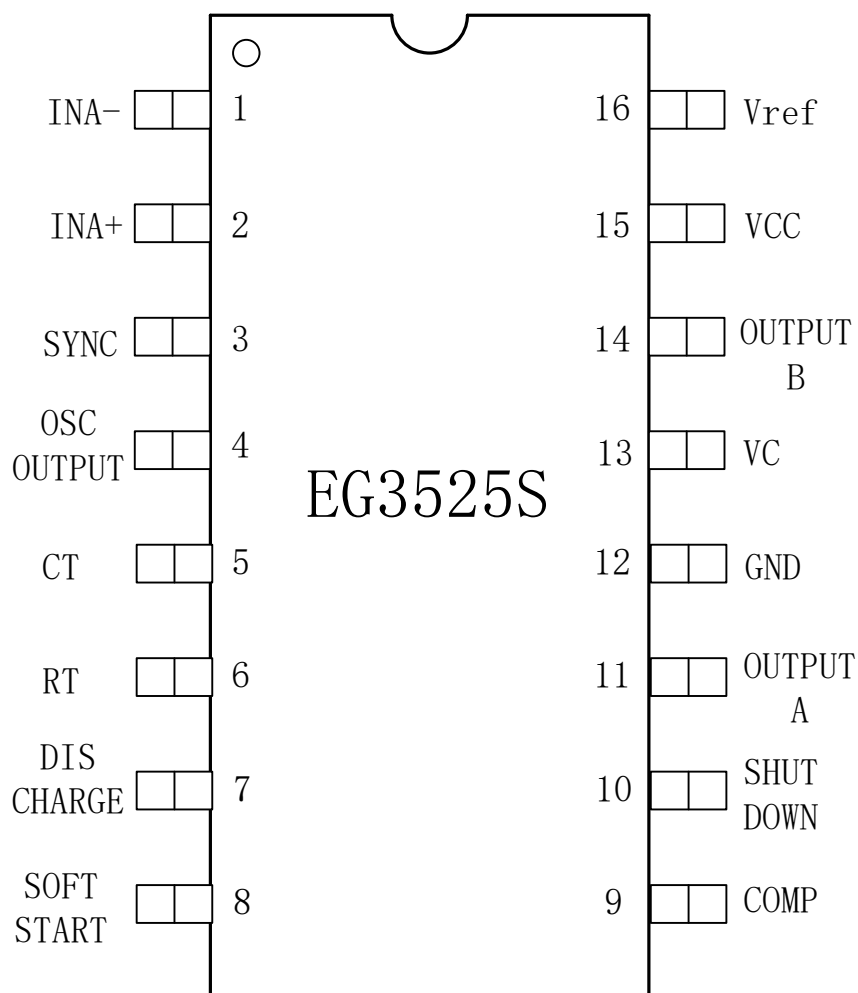 INA-
1
16
Vref
INA+
2
15
VCC
SYNC
3
14
OUTPUT
B
OSC
OUTPUT
4
13
VC
EG3525S
CT
5
12
GND
RT
6
11
OUTPUT
A
DIS
CHARGE
7
10
SHUT
DOWN
SOFT
START
8
9
COMP